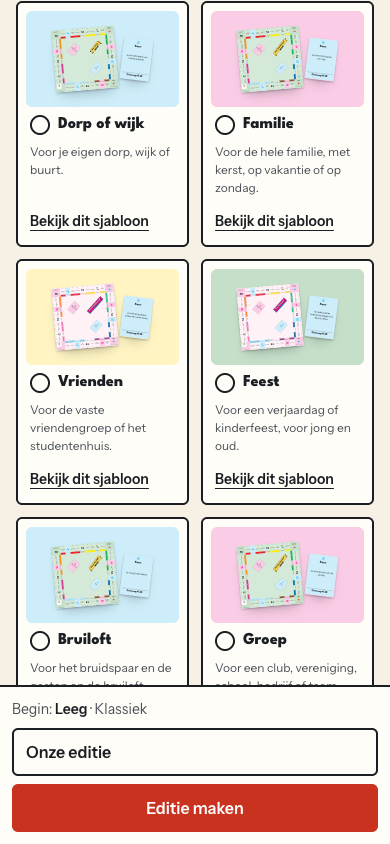 Dorp of wijk
Voor je eigen dorp, wijk of
buurt.
Bekijk dit sjabloon
Familie
Voor de hele familie, met
kerst, op vakantie of op
zondag.
Bekijk dit sjabloon
Vrienden
Voor de vaste
vriendengroep of het
studentenhuis.
Bekijk dit sjabloon
Feest
Voor een verjaardag of
kinderfeest, voor jong en
oud.
Bekijk dit sjabloon
Bruiloft
Voor het bruidspaar en de
Groep
Voor een club, vereniging,
Begin: Leeg · Klassiek
Onze editie
Editie maken